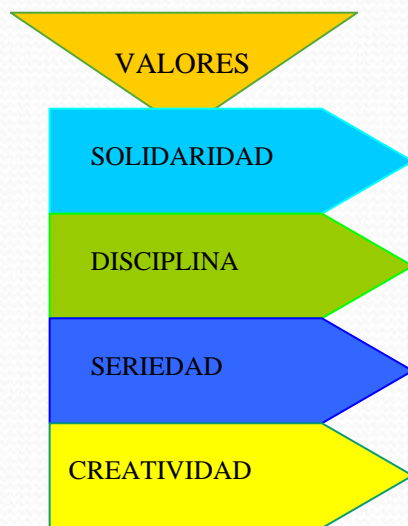 VALORES
SOLIDARIDAD
DISCIPLINA
SERIEDAD
CREATIVIDAD